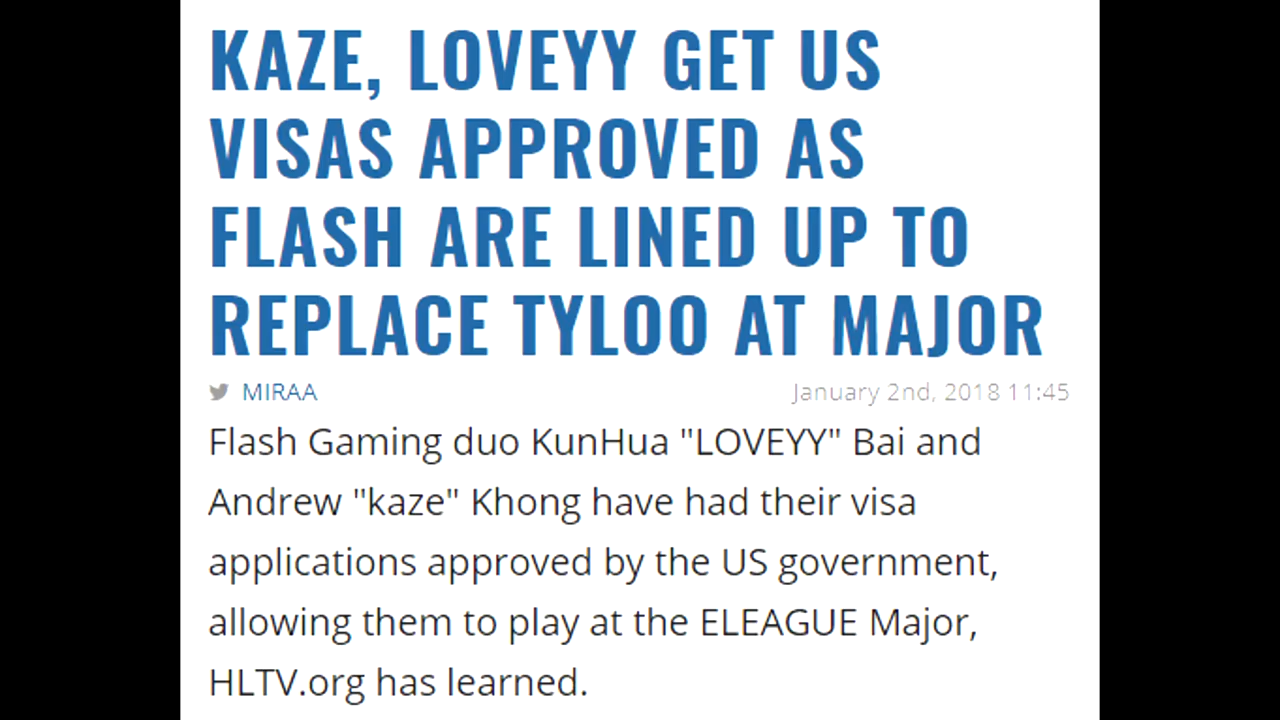 KAZE, LOVEYY GET US
VISAS APPROVED AS
FLASH ARE LINED UP TO
REPLACE TYLOO AT MAJOR
MIRAA January 2nd, 2018 11:45
Flash Gaming duo KunHua "LOVEYY" Bai and
Andrew "kaze" Khong have had their visa
applications approved by the US government,
allowing them to play at the ELEAGUE Major,
HLTV.org has learned.